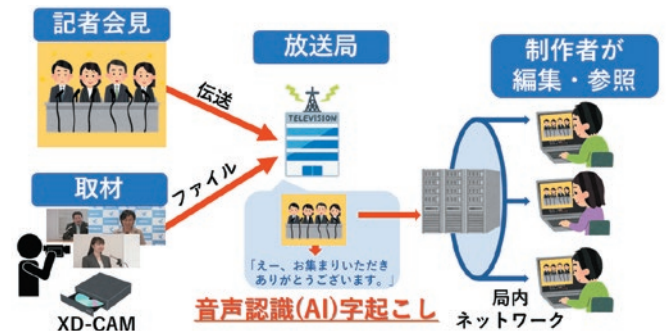 記者会見
放送局
制作者が
編集・参照
伝送
TELEVISION
取材
ファイル
「えー、お集まりいただき
ありがとうございます。」
音声認識(AI)字起こし
XD-CAM
局内
ネットワーク